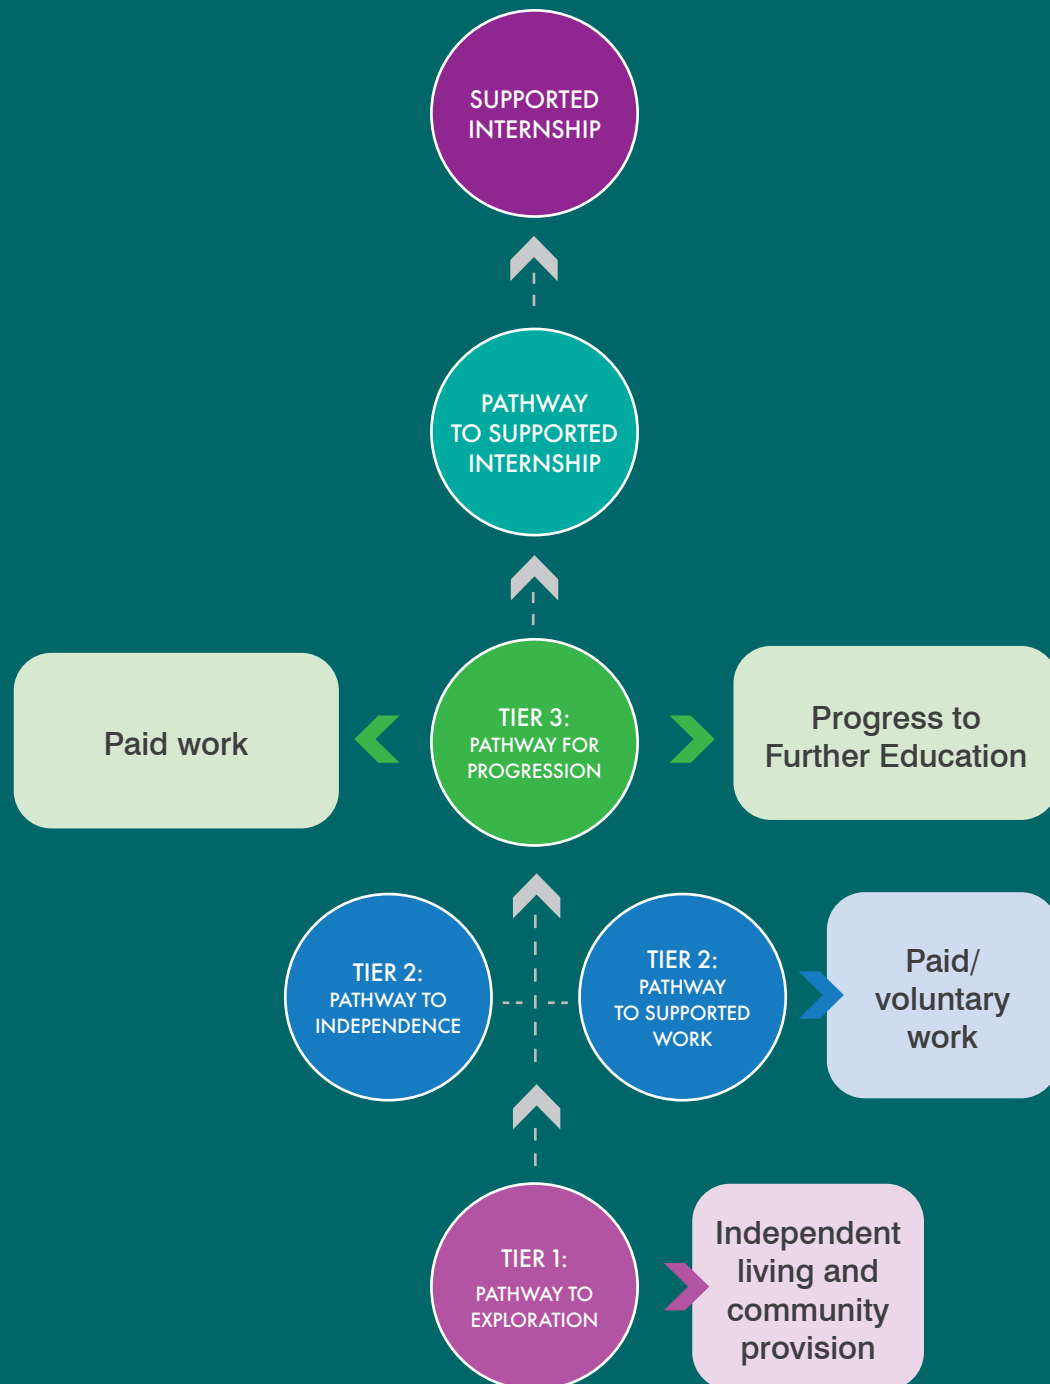 SUPPORTED
INTERNSHIP
PATHWAY
TO SUPPORTED
INTERNSHIP
Paid work
TIER 3:
PATHWAY FOR
PROGRESSION
Progress to
Further Education
TIER 2:
PATHWAY TO
INDEPENDENCE
TIER 2:
PATHWAY
TO SUPPORTED
WORK
Paid/
voluntary
work
TIER 1:
PATHWAY TO
EXPLORATION
Independent
living and
community
provision